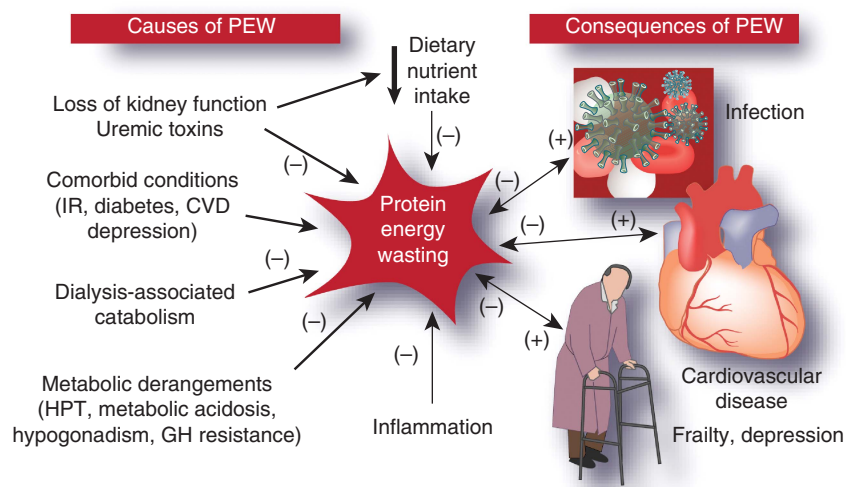 Causes of PEW
Consequences of PEW
Dietary
nutrient
intake
(–)
Loss of kidney function
Uremic toxins
(–)
Comorbid conditions
(IR, diabetes, CVD
depression)
(–)
Dialysis-associated
catabolism
(–)
Metabolic derangements
(HPT, metabolic acidosis,
hypogonadism, GH resistance)
(–)
Inflammation
Protein
energy
wasting
(–)
(+)
Infection
(–)
(+)
Cardiovascular
disease
(–)
(+)
Frailty, depression